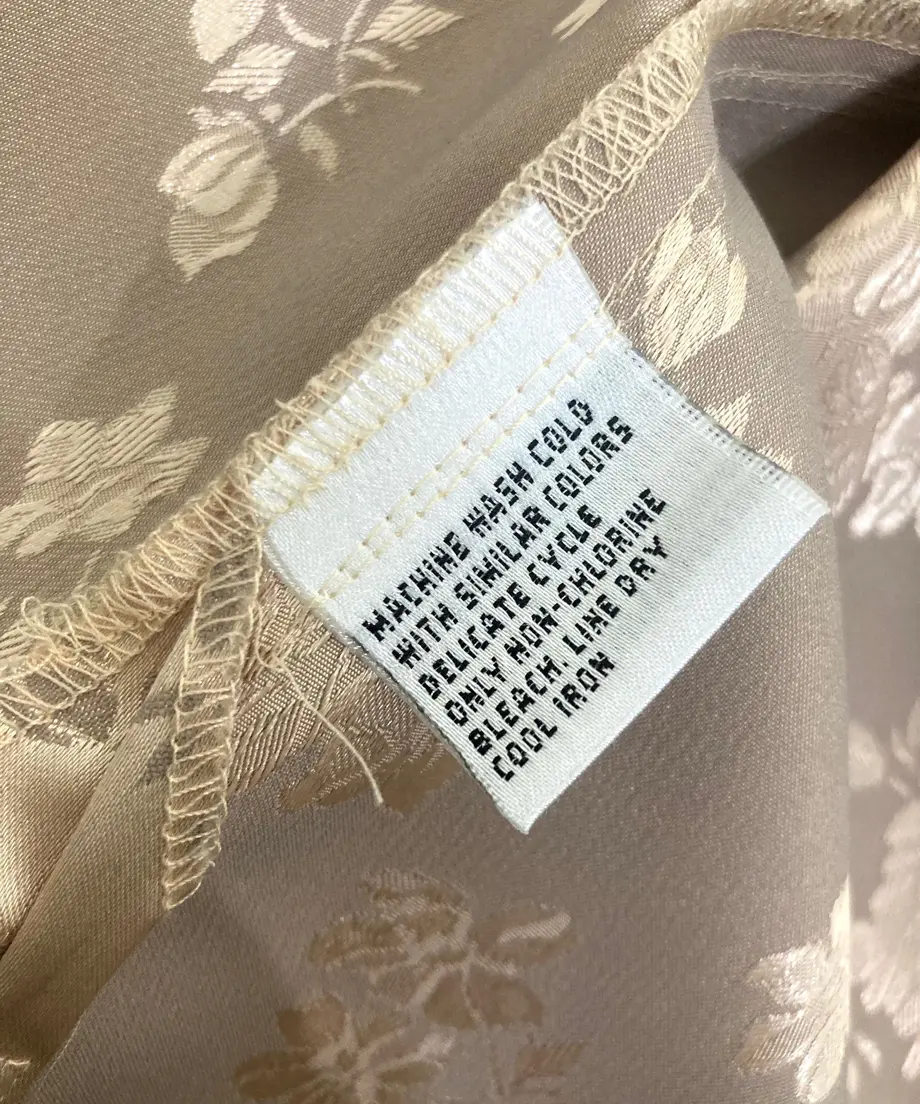 MACHINE WASH COLD
WITH SIMILAR COLORS
DELICATE CYCLE
ONLY NON-CHLORINE
BLEACH. LINE DRY
COOL IRON